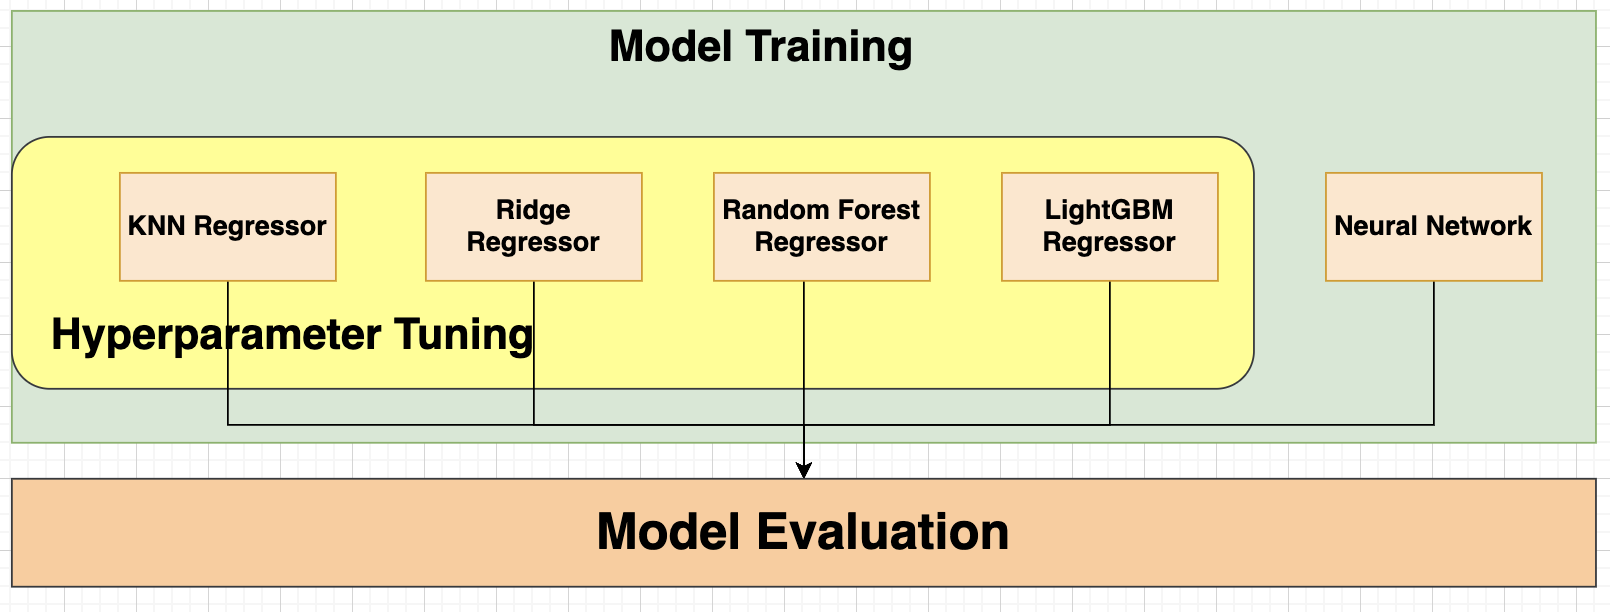 Model Training
KNN Regressor
Ridge
Regressor
Random Forest
Regressor
LightGBM
Regressor
Neural Network
Hyperparameter Tuning
Model Evaluation